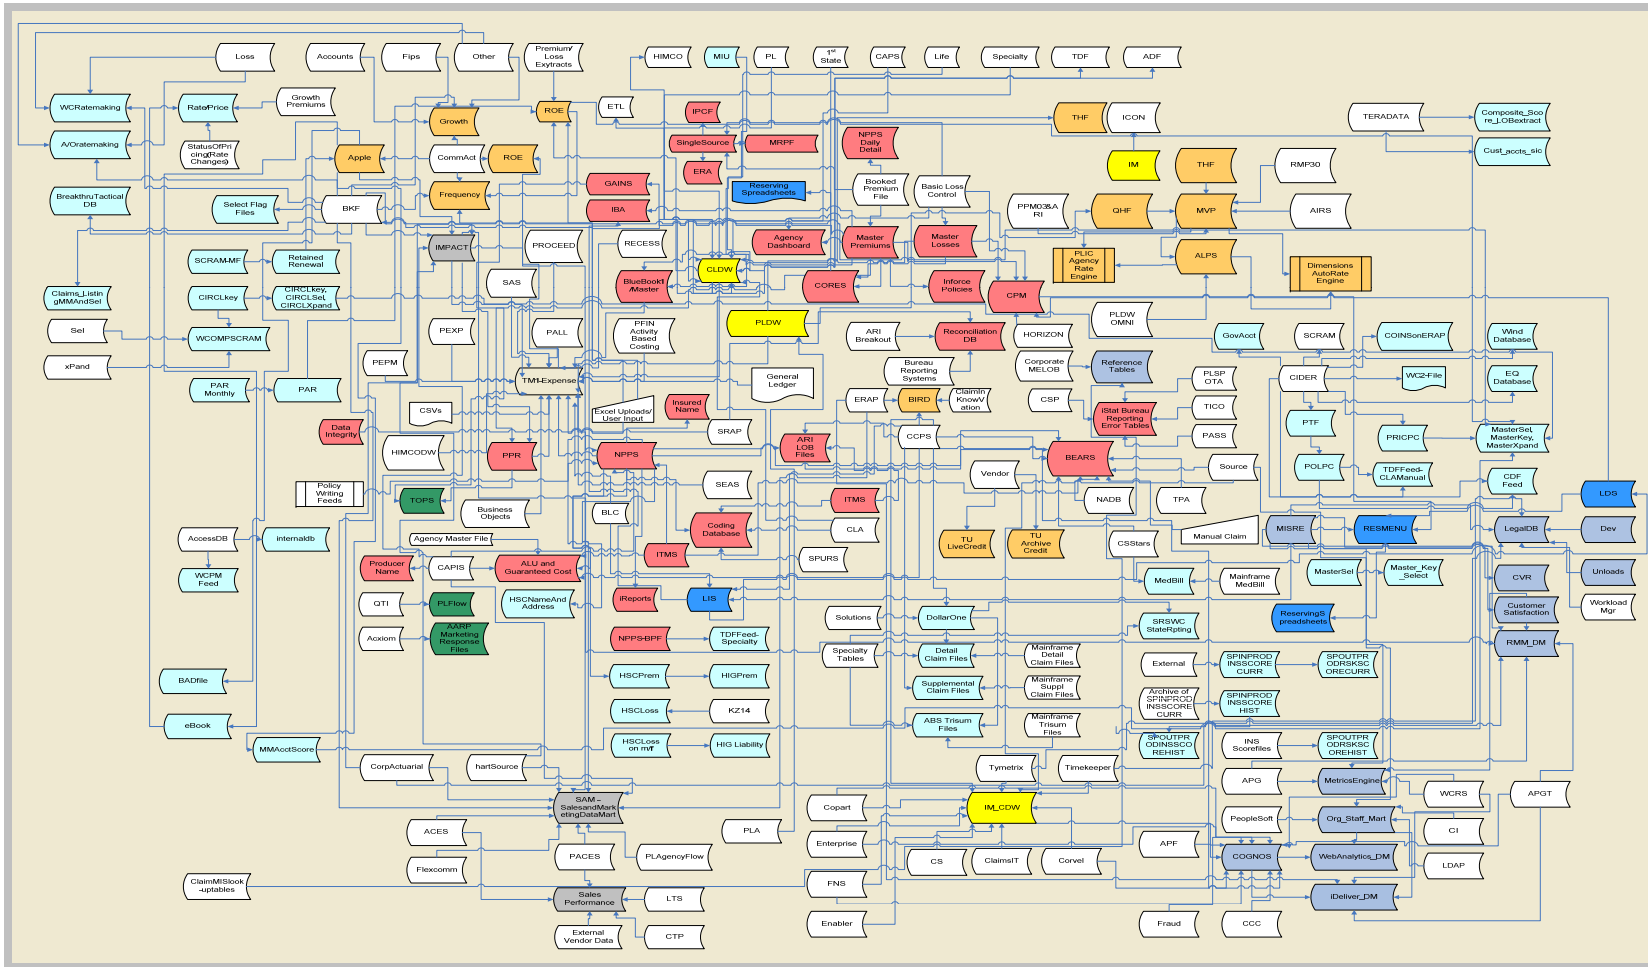 Loss
Accounts
Fips
Other
Premium/
Loss
Exytracts
HIMCO
MIU
PL
1st
State
CAPS
Life
Specialty
TDF
ADF
WCRatemaking
Rate/Price
Growth
Premiums
Growth
ROE
ETL
IPCF
THF
ICON
TERADATA
Composite_Sco
re_LOBextract
A/Oratemaking
StatusOfPri
cing(Rate
Changes)
Apple
CommAct
ROE
SingleSource
MRPF
NPPS
Daily
Detail
IM
THF
RMP30
Cust_accts_sic
BreakthruTactical
DB
Select Flag
Files
BKF
Frequency
GAINS
ERA
Reserving
Spreadsheets
Booked
Premium
File
Basic Loss
Control
IBA
PPM03&A
RI
QHF
MVP
AIRS
IMPACT
PROCEED
RECESS
Agency
Dashboard
Master
Premiums
Master
Losses
SCRAM-MF
Retained
Renewal
CLDW
PLIC
Agency
Rate
Engine
ALPS
Dimensions
AutoRate
Engine
Claims_Listin
gMMAndSel
CIRCLkey
CIRCLkey,
CIRCLSel,
CIRCLXpand
SAS
BlueBook1
/Master
CORES
Inforce
Policies
CPM
Sel
WCOMPSCRAM
PEXP
PALL
PFIN
Activity
Based
Costing
PLDW
ARI
Breakout
Reconciliation
DB
HORIZON
PLDW
OMNI
GovAcct
SCRAM
COINSonERAP
Wind
Database
xPand
PEPM
Bureau
Reporting
Systems
Corporate
MELOB
Reference
Tables
PAR
Monthly
PAR
TM1-Expense
General
Ledger
PLSP
OTA
CIDER
WC2-File
EQ
Database
CSVs
Excel Uploads/
User Input
Insured
Name
ERAP
BIRD
ClaimIn
KnowV
ation
CSP
iStat Bureau
Reporting
Error Tables
TICO
Data
Integrity
SRAP
PTF
PRICPC
MasterSel,
MasterKey,
MasterXpand
HIMCODW
PPR
NPPS
ARI
LOB
Files
CCPS
BEARS
PASS
Source
POLPC
TDFFeed-
CLAManual
CDF
Feed
Policy
Writing
Feeds
TOPS
SEAS
Vendor
LDS
Business
Objects
BLC
ITMS
NADB
TPA
AccessDB
internaldb
Agency Master File
Coding
Database
CLA
TU
LiveCredit
TU
Archive
Credit
CSStars
Manual Claim
MISRE
RESMENU
LegalDB
Dev
WCPM
Feed
Producer
Name
CAPIS
ALU and
Guaranteed Cost
ITMS
SPURS
MedBill
Mainframe
MedBill
MasterSel
Master_Key
_Select
CVR
Unloads
QTI
PLFlow
HSCNameAnd
Address
iReports
LIS
Solutions
DollarOne
SRSWC
StateRpting
ReservingS
preadsheets
Customer
Satisfaction
Workload
Mgr
Acxiom
AARP
Marketing
Response
Files
NPPS-BPF
TDFFeed-
Specialty
Specialty
Tables
Detail
Claim Files
Mainframe
Detail
Claim Files
External
SPINPROD
INSSCORE
CURR
SPOUTPR
ODRSKSC
ORECURR
RMM_DM
BADfile
HSCPrem
HIGPrem
Supplemental
Claim Files
Mainframe
Suppl
Claim Files
Archive of
SPINPROD
INSSCORE
CURR
SPINPROD
INSSCORE
HIST
eBook
HSCLoss
KZ14
ABS Trisum
Files
Mainframe
Trisum
Files
MMAcctScore
HSCLoss
on m/f
HIG Liability
SPOUTPR
ODINSSCO
REHIST
INS
Scorefiles
SPOUTPR
ODRSKSC
OREHIST
CorpActuarial
hartSource
Tymetrix
Timekeeper
APG
MetricsEngine
WCRS
APGT
SAM –
SalesandMark
etingDataMart
Copart
IM_CDW
PeopleSoft
Org_Staff_Mart
CI
ACES
PLA
Enterprise
APF
Flexcomm
PACES
PLAgencyFlow
CS
ClaimsIT
Corvel
COGNOS
WebAnalytics_DM
LDAP
ClaimMISlook
-uptables
FNS
Sales
Performance
LTS
iDeliver_DM
External
Vendor Data
CTP
Enabler
Fraud
CCC